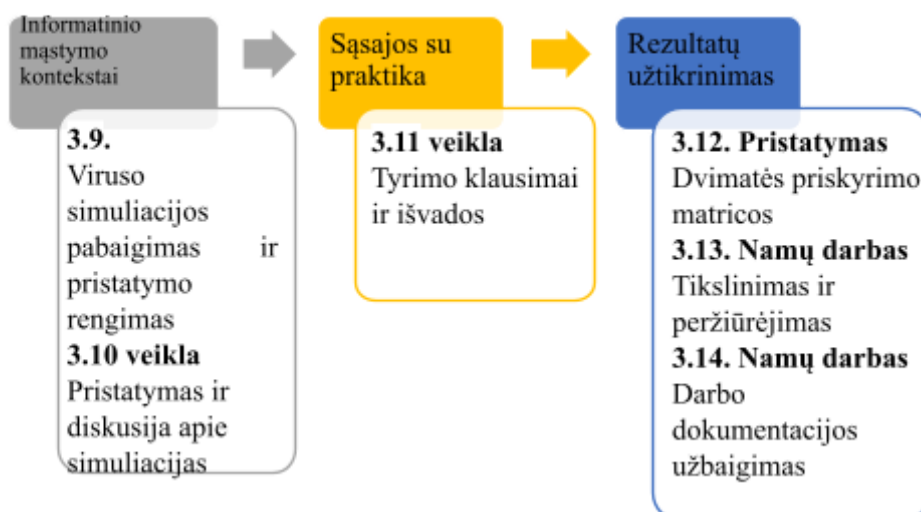 Informatinio
mąstymo
kontekstai
3.9.
Viruso
simuliacijos
pabaigimas ir
pristatymo
rengimas
3.10 veikla
Pristatymas ir
diskusija apie
simuliacijas
Sąsajos su
praktika
3.11 veikla
Tyrimo klausimai
ir išvados
Rezultatų
užtikrinimas
3.12. Pristatymas
Dvimatės priskyrimo
matricos
3.13. Namų darbas
Tikslinimas ir
peržiūrėjimas
3.14. Namų darbas
Darbo
dokumentacijos
užbaigimas